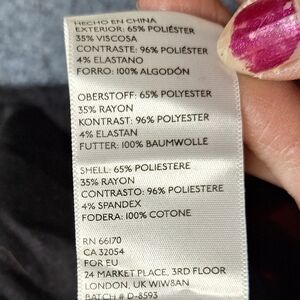 HECHO EN CHINA
EXTERIOR: 65% POLIÉSTER
35% VISCOSA
CONTRASTE: 96% POLIÉSTER
4% ELASTANO
FORRO: 100% ALGODÓN
OBERSTOFF: 65% POLYESTER
35% RAYON
KONTRAST: 96% POLYESTER
4% ELASTAN
FUTTER: 100% BAUMWOLLE
SHELL: 65% POLIESTERE
35% RAYON
CONTRASTO: 96% POLIESTERE
4% SPANDEX
FODERA: 100% COTONE
RN 66170
CA 32054
FOR EU
24 MARKET PLACE, 3RD FLOOR
LONDON, UK WIW8AN
BATCH # D-8593